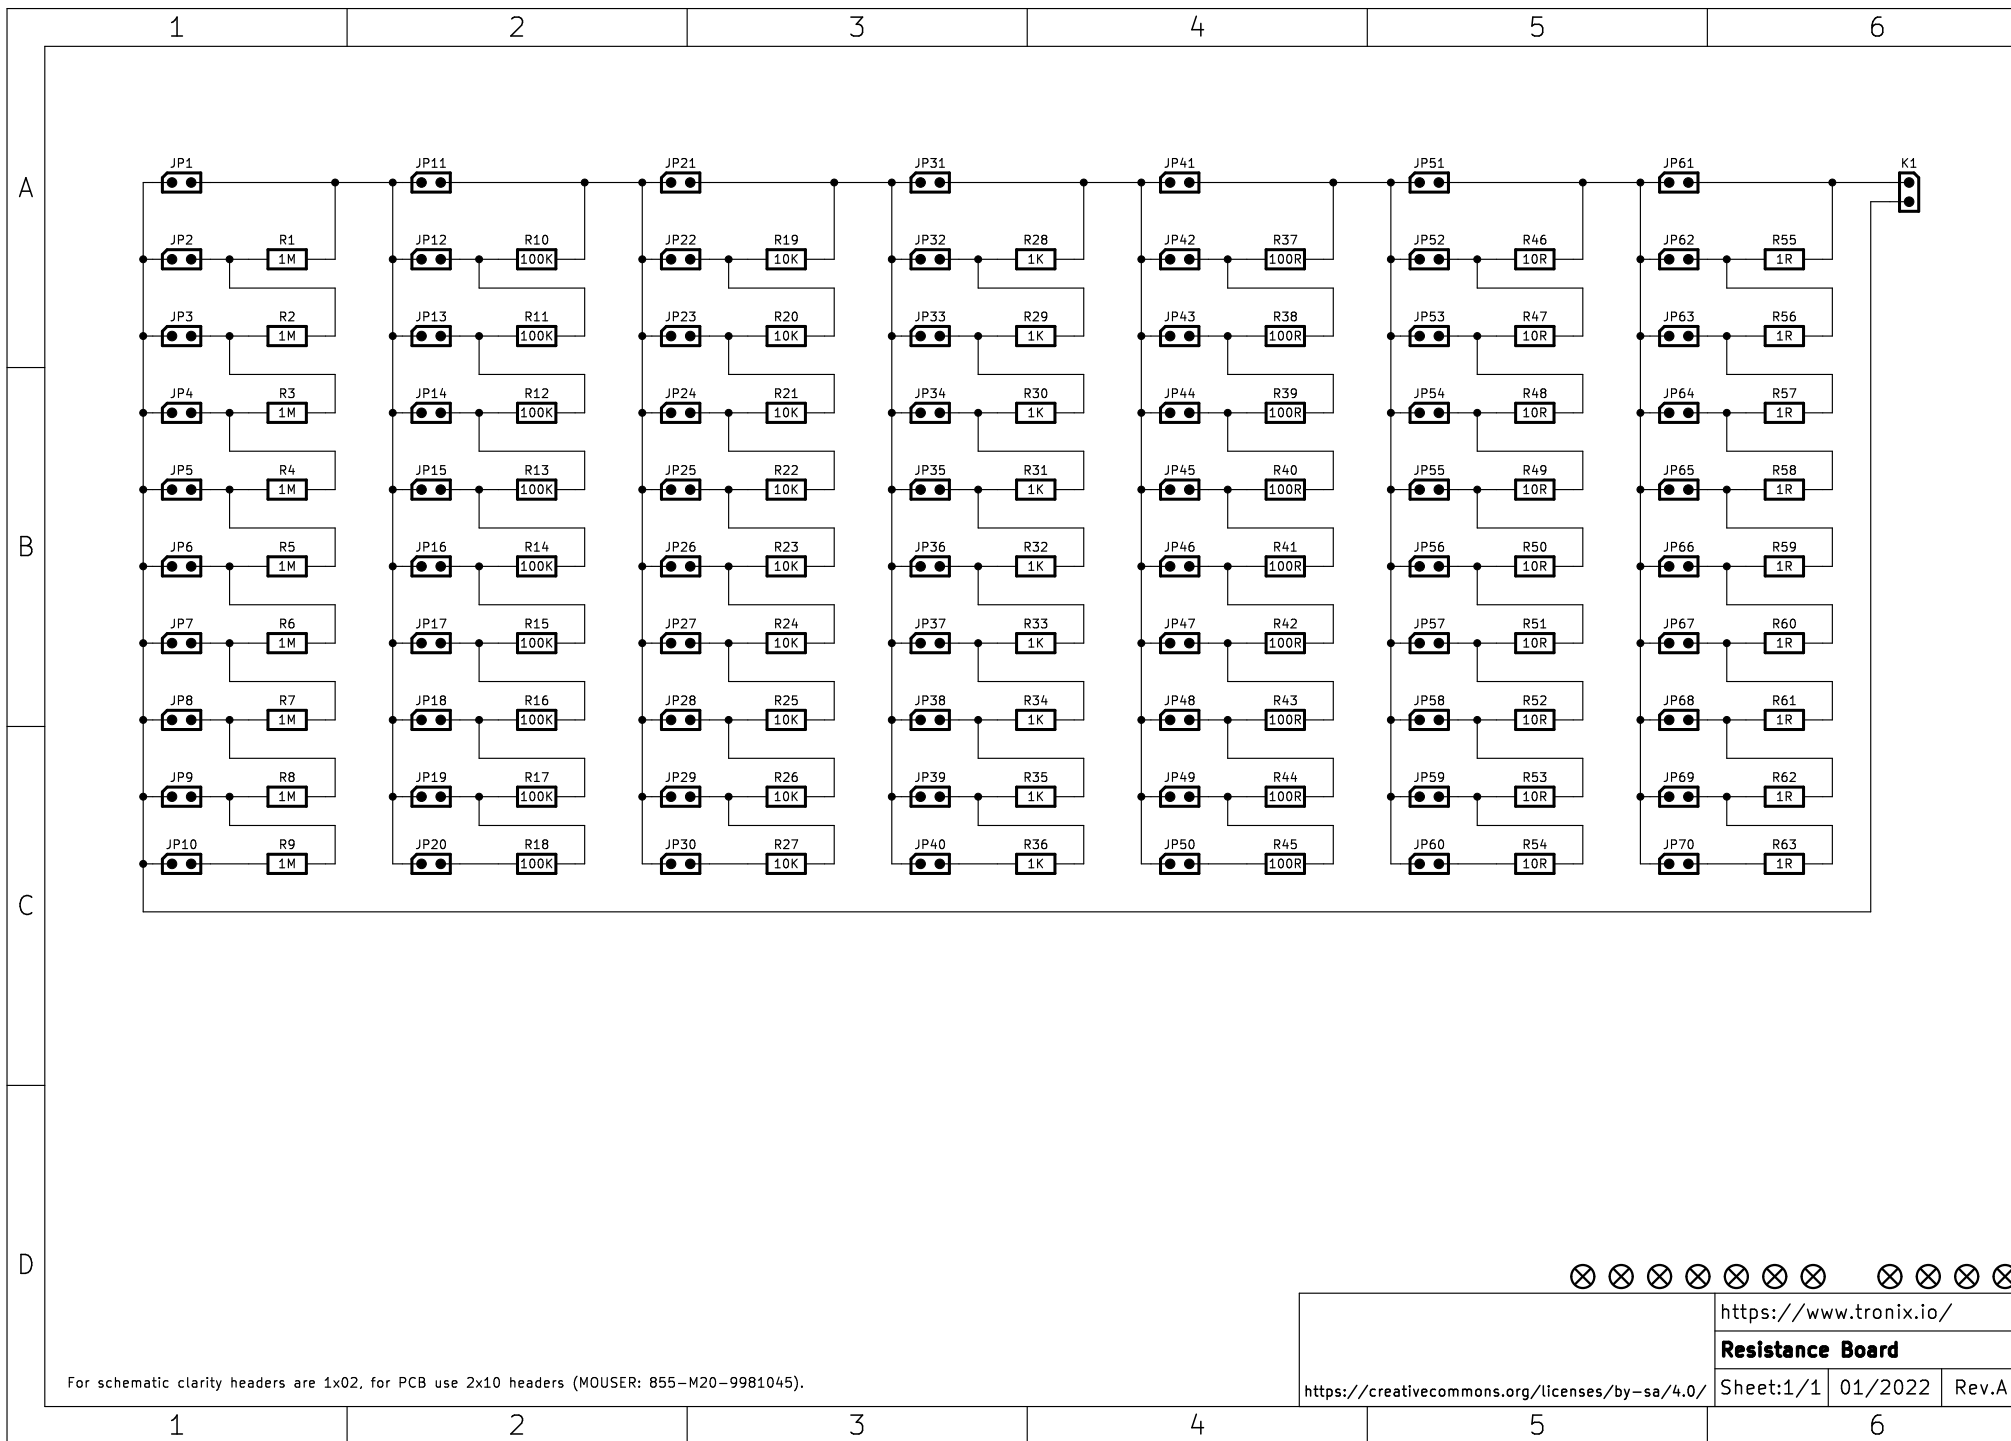 1 2 3 4 5 6
A
JP1 JP11 JP21 JP31 JP41 JP51 JP61 K1
JP2 R1 JP12 R10 JP22 R19 JP32 R28 JP42 R37 JP52 R46 JP62 R55
1M 100K 10K 1K 100R 10R 1R
JP3 R2 JP13 R11 JP23 R20 JP33 R29 JP43 R38 JP53 R47 JP63 R56
1M 100K 10K 1K 100R 10R 1R
JP4 R3 JP14 R12 JP24 R21 JP34 R30 JP44 R39 JP54 R48 JP64 R57
1M 100K 10K 1K 100R 10R 1R
JP5 R4 JP15 R13 JP25 R22 JP35 R31 JP45 R40 JP55 R49 JP65 R58
1M 100K 10K 1K 100R 10R 1R
B
JP6 R5 JP16 R14 JP26 R23 JP36 R32 JP46 R41 JP56 R50 JP66 R59
1M 100K 10K 1K 100R 10R 1R
JP7 R6 JP17 R15 JP27 R24 JP37 R33 JP47 R42 JP57 R51 JP67 R60
1M 100K 10K 1K 100R 10R 1R
JP8 R7 JP18 R16 JP28 R25 JP38 R34 JP48 R43 JP58 R52 JP68 R61
1M 100K 10K 1K 100R 10R 1R
JP9 R8 JP19 R17 JP29 R26 JP39 R35 JP49 R44 JP59 R53 JP69 R62
1M 100K 10K 1K 100R 10R 1R
JP10 R9 JP20 R18 JP30 R27 JP40 R36 JP50 R45 JP60 R54 JP70 R63
1M 100K 10K 1K 100R 10R 1R
C
D
https://www.tronix.io/
Resistance Board
For schematic clarity headers are 1x02, for PCB use 2x10 headers (MOUSER: 855-M20-9981045).
https://creativecommons.org/licenses/by-sa/4.0/
Sheet:1/1 01/2022 Rev.A
1 2 3 4 5 6